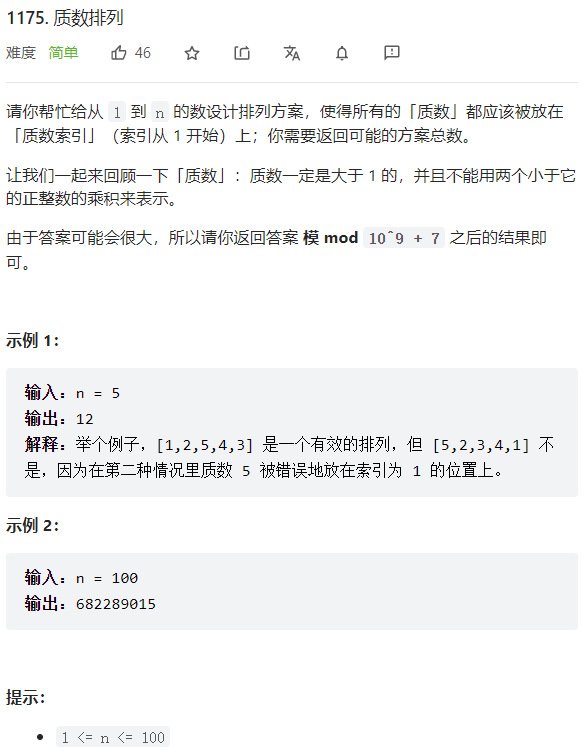 1175. 质数排列
难度 简单 46
请你帮忙给从 1 到 n 的数设计排列方案，使得所有的「质数」都应该被放在
「质数索引」（索引从 1 开始）上；你需要返回可能的方案总数。
让我们一起来回顾一下「质数」：质数一定是大于 1 的，并且不能用两个小于它
的正整数的乘积来表示。
由于答案可能会很大，所以请你返回答案 模 mod 10^9 + 7 之后的结果即
可。
示例 1：
输入：n = 5
输出：12
解释：举个例子，[1,2,5,4,3] 是一个有效的排列，但 [5,2,3,4,1] 不
是，因为在第二种情况里质数 5 被错误地放在索引为 1 的位置上。
示例 2：
输入：n = 100
输出：682289015
提示：
1 <= n <= 100